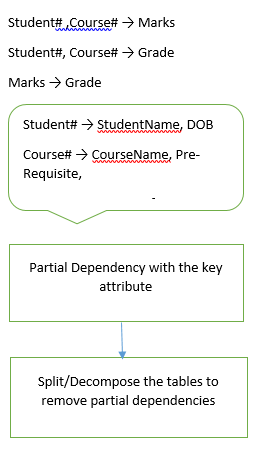 Student# ,Course# → Marks
Student#, Course# → Grade
Marks → Grade
Student# → StudentName, DOB
Course# → CourseName, Pre-
Requisite,
-
Partial Dependency with the key
attribute
Split/Decompose the tables to
remove partial dependencies